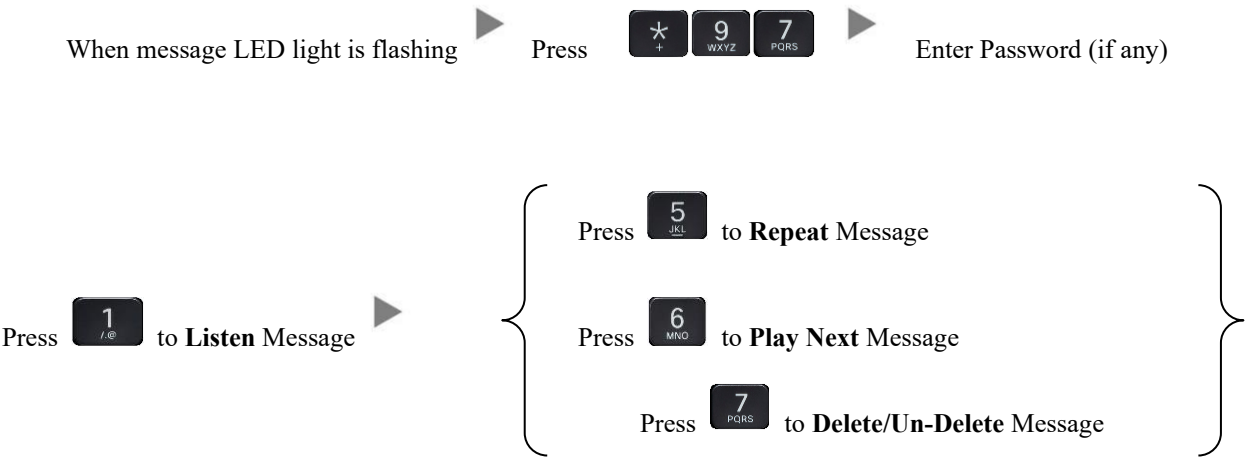 When message LED light is flashing Press * + 9 WXYZ 7 PQRS Enter Password (if any)
Press 5 JKL to Repeat Message
Press 1 /.@ to Listen Message Press 6 MNO to Play Next Message
Press 7 PQRS to Delete/Un-Delete Message